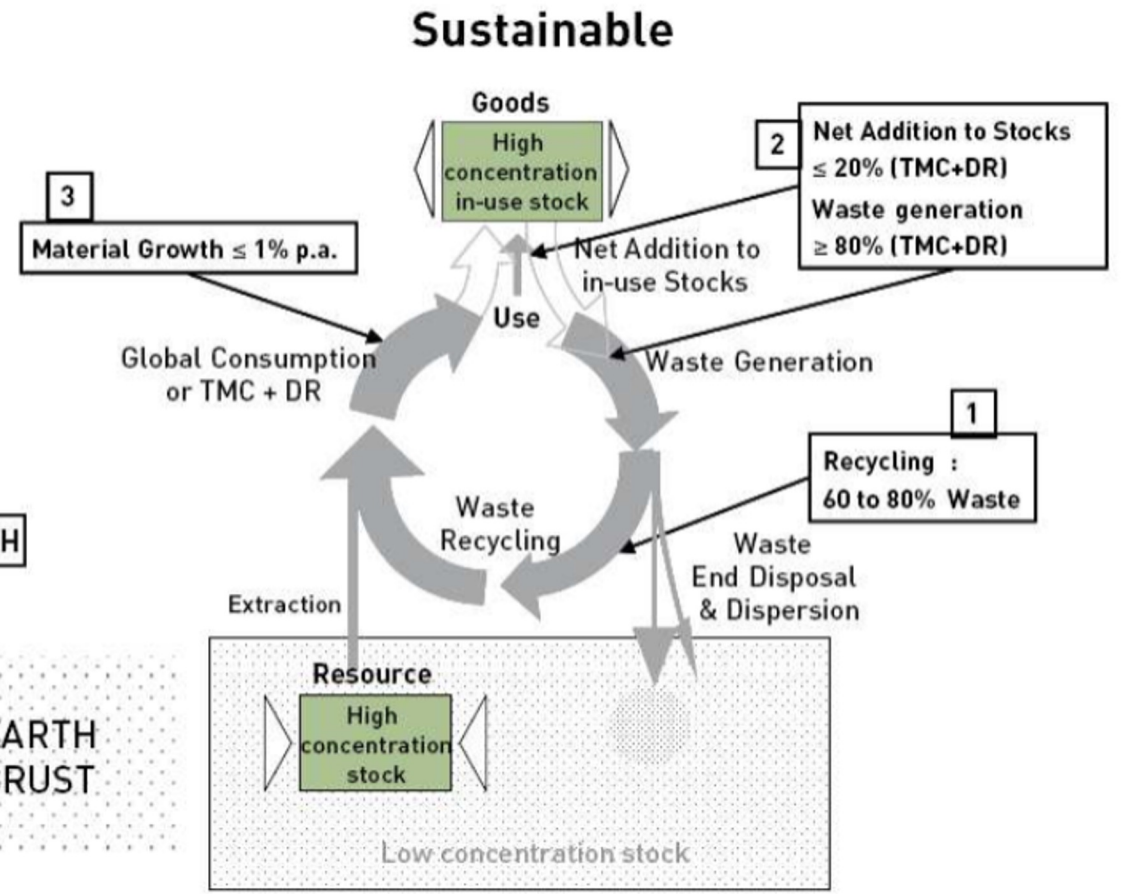 Sustainable
Goods
High
concentration
in-use stock
2
Net Addition to Stocks
≤ 20% (TMC+DR)
Waste generation
≥ 80% (TMC+DR)
3
Material Growth ≤ 1% p.a.
Net Addition to
in-use Stocks
Use
Global Consumption
or TMC + DR
Waste Generation
1
Recycling :
60 to 80% Waste
Waste
Recycling
H
Waste
End Disposal
& Dispersion
Extraction
Resource
High
concentration
stock
ARTH
RUST
Low concentration stock